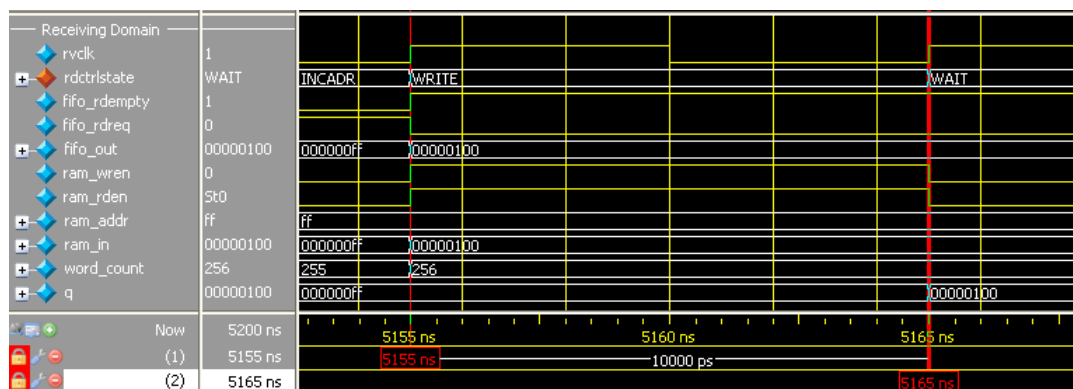 Receiving Domain
rvclk 1
rdctrlstate WAIT INCADR WRITE WAIT
fifo_rdempty 1
fifo_rdreq 0
fifo_out 00000100 000000ff 00000100
ram_wren 0
ram_rden St0
ram_addr ff ff
ram_in 00000100 000000ff 00000100
word_count 256 255 256
q 00000100 000000ff 00000100
Now 5200 ns 5155 ns 5160 ns 5165 ns
(1) 5155 ns 5155 ns 10000 ps
(2) 5165 ns 5165 ns